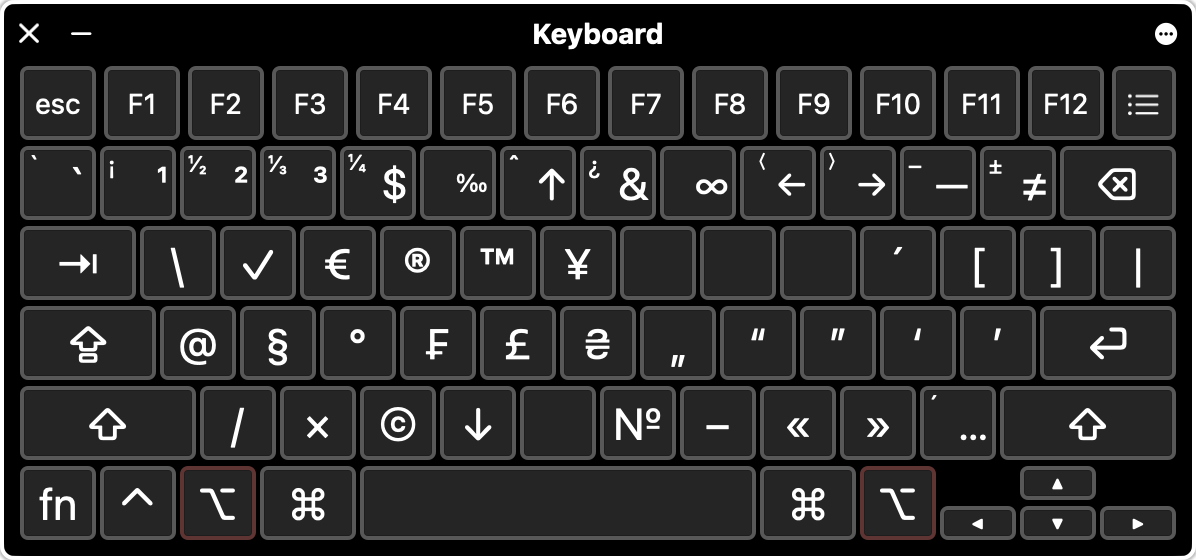 Keyboard
esc F1 F2 F3 F4 F5 F6 F7 F8 F9 F10 F11 F12
` ` ¡ 1 ½ 2 ⅓ 3 ¼ $ ‰ ˆ ↑ ¿ & ∞ ‹ ← › → – — ± ≠ ⌫
⇥ \ ✓ € ® ™ ¥ ´ [ ] |
⇪ @ § ° ₣ £ ₴ „ “ ″ ‘ ′ ↩
⇧ / × © ↓ № – « » ´ … ⇧
fn ⌃ ⌥ ⌘ ⌘ ⌥ ◀ ▲ ▼ ▶